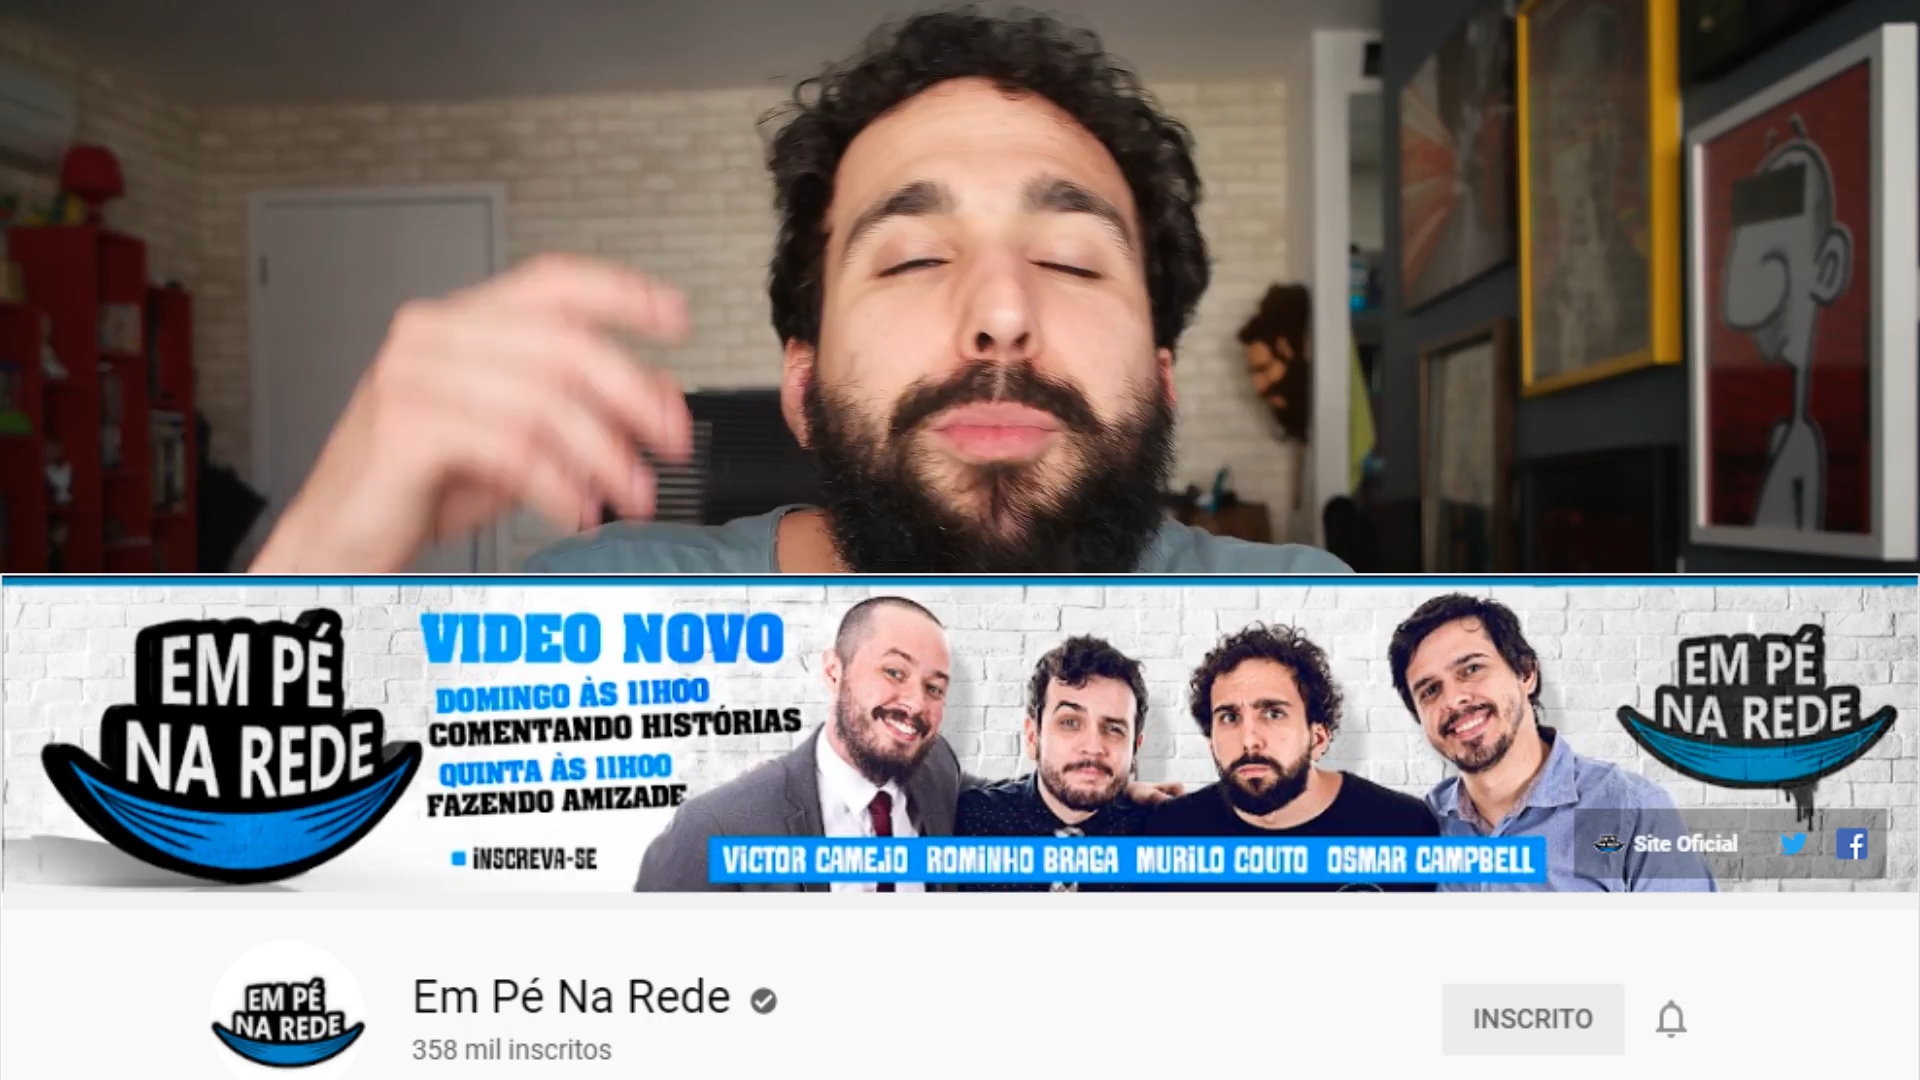 EM PÉ
NA REDE
VIDEO NOVO
DOMINGO ÀS 11H00
COMENTANDO HISTÓRIAS
QUINTA ÀS 11H00
FAZENDO AMIZADE
INSCREVA-SE
VICTOR CAMEJO ROMINHO BRAGA MURILO COUTO OSMAR CAMPBELL
EM PÉ
NA REDE
Site Oficial
EM PÉ
NA REDE
Em Pé Na Rede
358 mil inscritos
INSCRITO